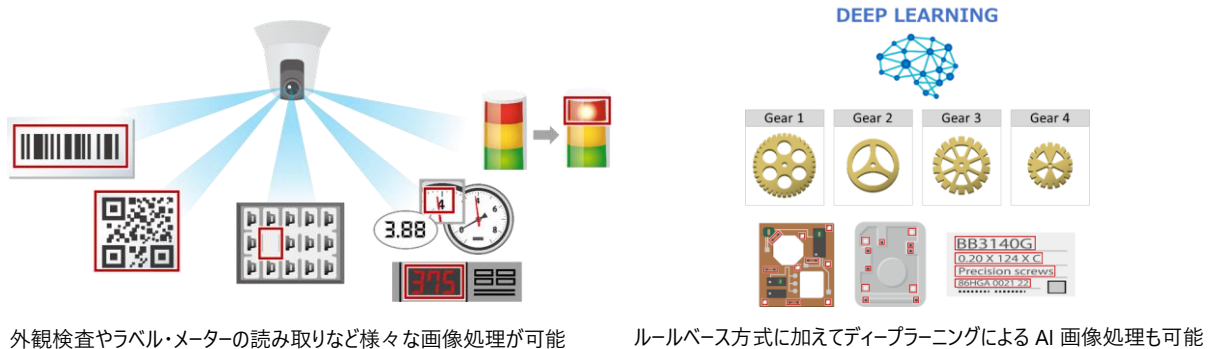 DEEP LEARNING
Gear 1
Gear 2
Gear 3
Gear 4
4
6
8
3.88
375
BB3140G
0.20 X 124 X C
Precision screws
86HGA 0021 22
外観検査やラベル・メーターの読み取りなど様々な画像処理が可能
ルールベース方式に加えてディープラーニングによる AI 画像処理も可能